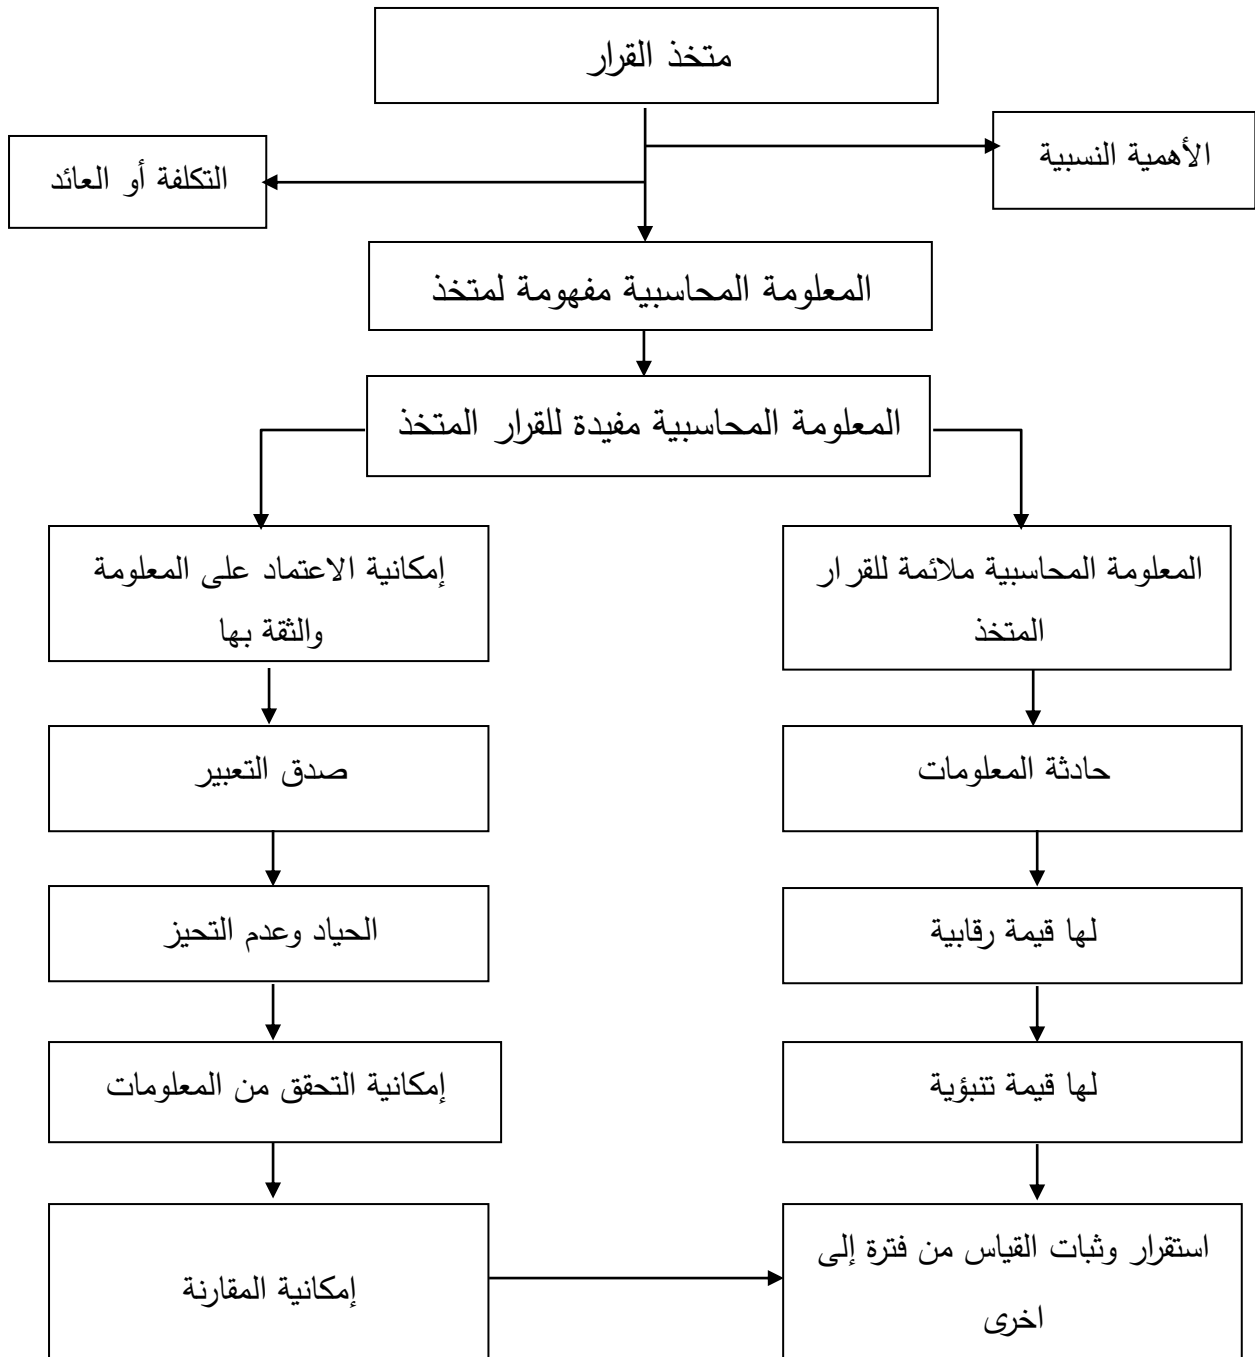 متخذ القرار
الأهمية النسبية
التكلفة أو العائد
المعلومة المحاسبية مفهومة لمتخذ
المعلومة المحاسبية مفيدة للقرار المتخذ
المعلومة المحاسبية ملائمة للقرار
المتخذ
إمكانية الاعتماد على المعلومة
والثقة بها
حادثة المعلومات
صدق التعبير
لها قيمة رقابية
الحياد وعدم التحيز
لها قيمة تنبؤية
إمكانية التحقق من المعلومات
استقرار وثبات القياس من فترة إلى
اخرى
إمكانية المقارنة